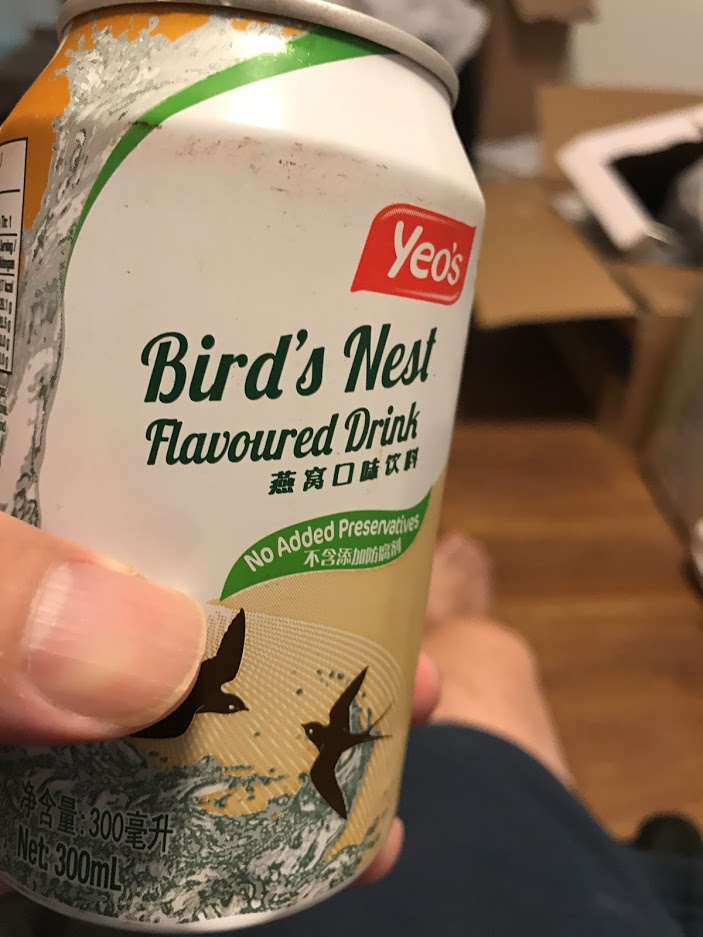 Yeo's
Bird's Nest
Flavoured Drink
燕窝口味饮料
No Added Preservatives
不含添加防腐剂
净含量:300毫升
Net: 300mL